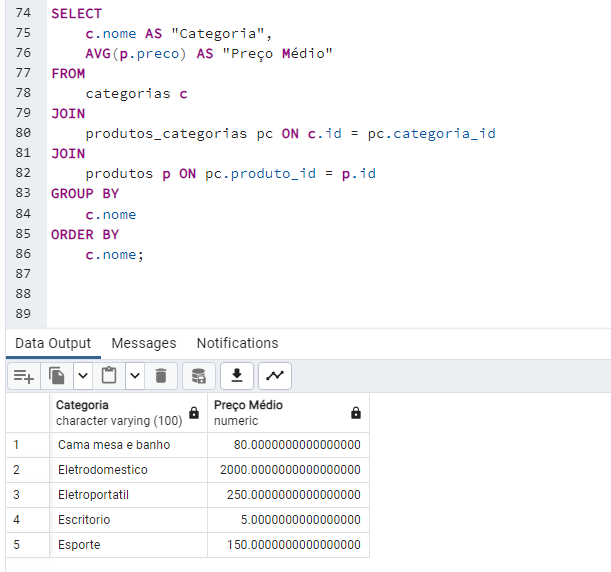 74 SELECT
75     c.nome AS "Categoria",
76     AVG(p.preco) AS "Preço Médio"
77 FROM
78     categorias c
79 JOIN
80     produtos_categorias pc ON c.id = pc.categoria_id
81 JOIN
82     produtos p ON pc.produto_id = p.id
83 GROUP BY
84     c.nome
85 ORDER BY
86     c.nome;
87
88
89
Data Output Messages Notifications
Categoria Preço Médio
character varying (100) numeric
1 Cama mesa e banho 80.0000000000000000
2 Eletrodomestico 2000.0000000000000000
3 Eletroportatil 250.0000000000000000
4 Escritorio 5.0000000000000000
5 Esporte 150.0000000000000000